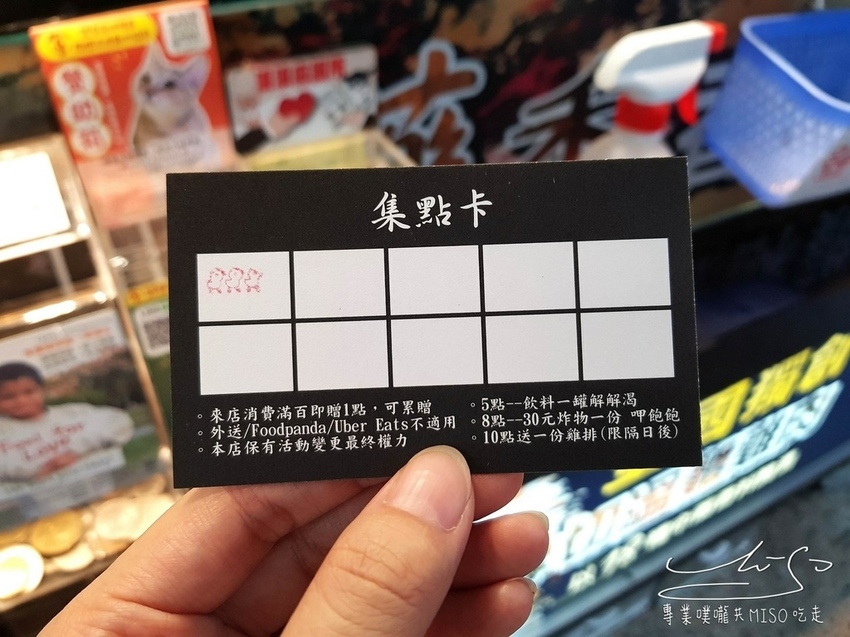 集點卡
。來店消費滿百即贈1點，可累贈
。外送/Foodpanda/Uber Eats不適用
。本店保有活動變更最終權力
。5點--飲料一罐解解渴
。8點--30元炸物一份 呷飽飽
。10點送一份雞排(限隔日後)
Miso
專業噗嚨共MISO吃走